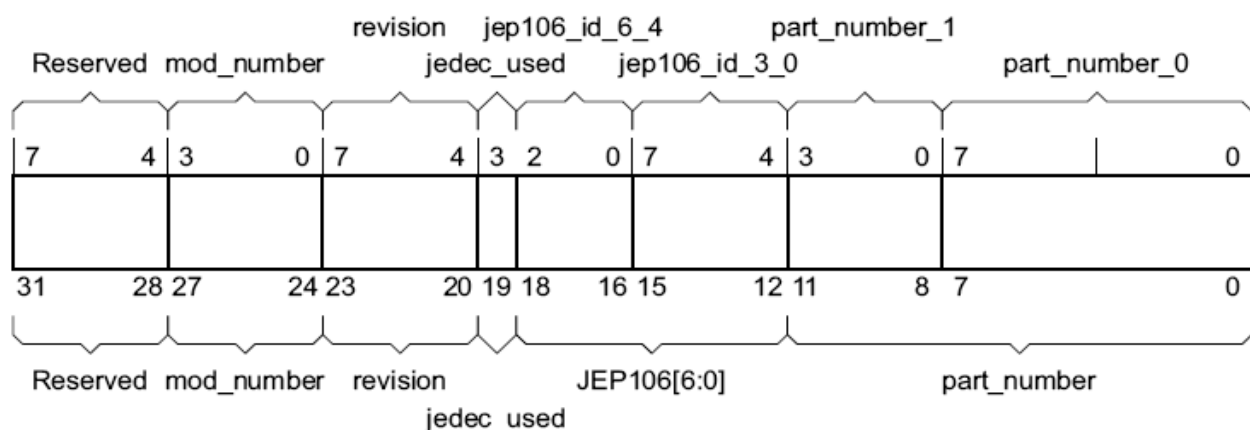 revision jep106_id_6_4 part_number_1
Reserved mod_number jedec_used jep106_id_3_0 part_number_0
7 4 3 0 7 4 3 2 0 7 4 3 0 7 0
31 28 27 24 23 20 19 18 16 15 12 11 8 7 0
Reserved mod_number revision JEP106[6:0] part_number
jedec_used